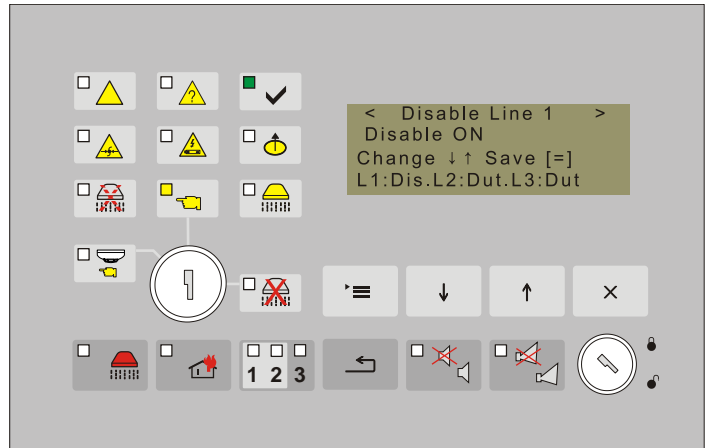 ?
< Disable Line 1 >
Disable ON
Change ↓↑ Save [=]
L1:Dis.L2:Dut.L3:Dut
1 2 3